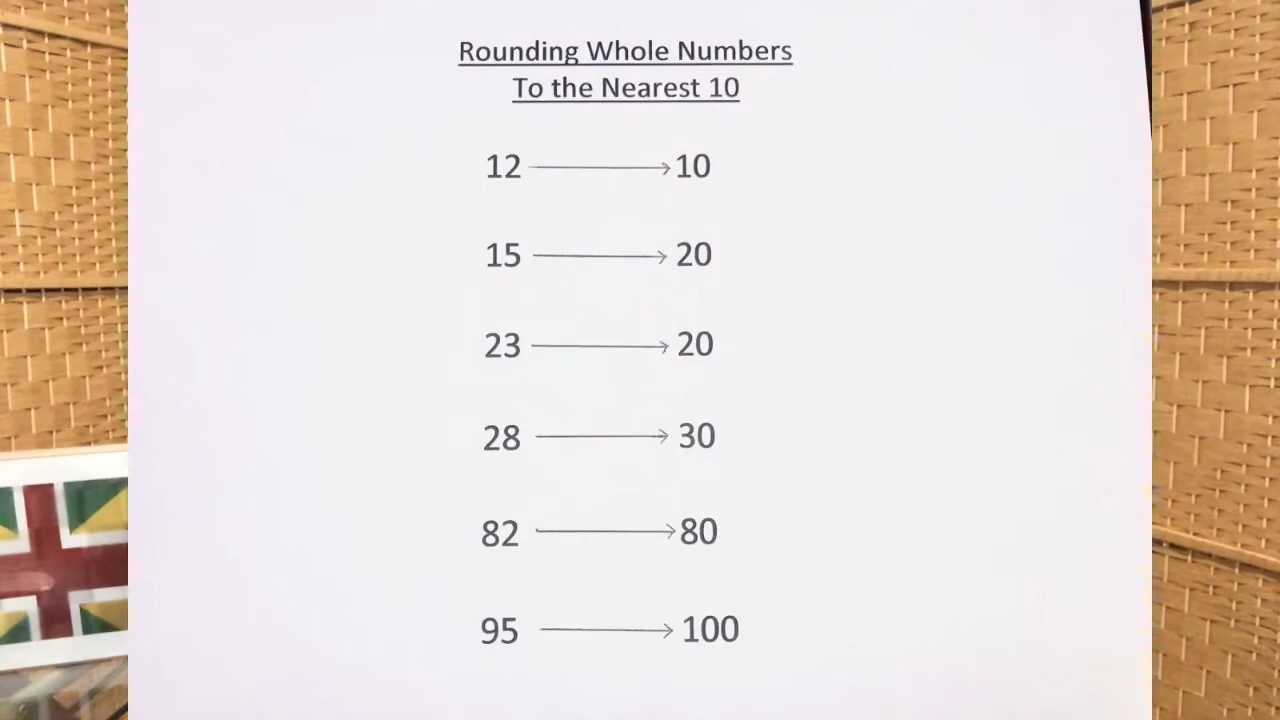 Rounding Whole Numbers
To the Nearest 10
12 → 10
15 → 20
23 → 20
28 → 30
82 → 80
95 → 100